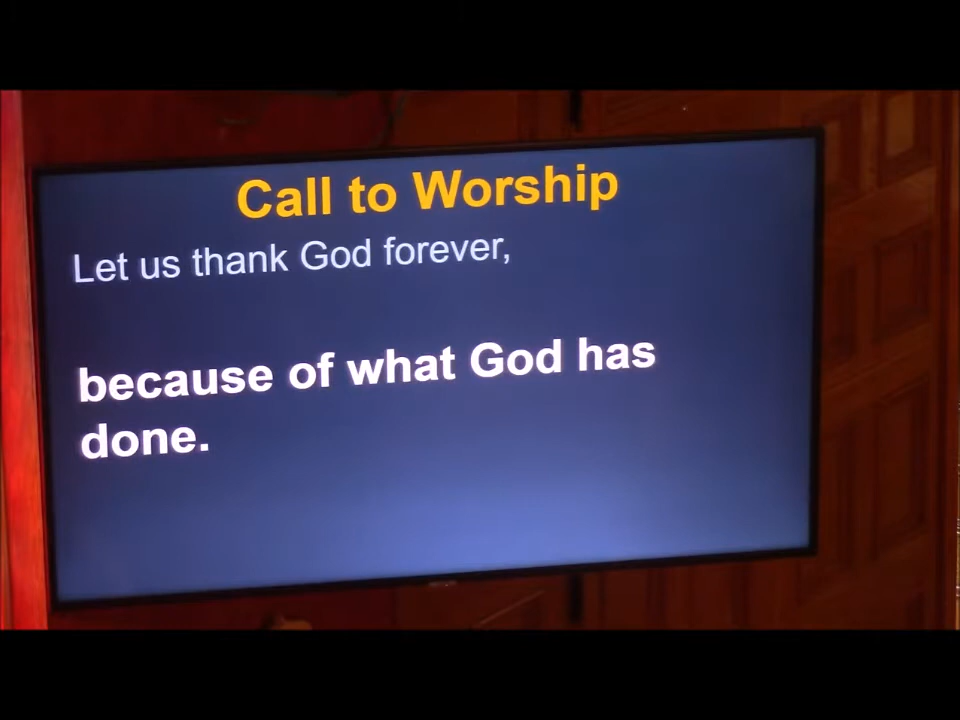 Call to Worship
Let us thank God forever,
because of what God has
done.